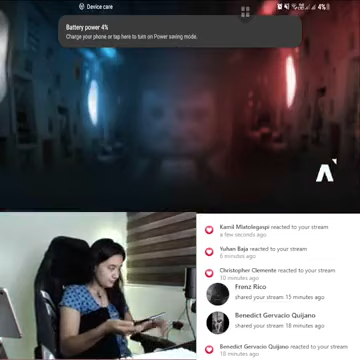 Device care
4%
Battery power 4%
Charge your phone or tap here to turn on Power saving mode.
reacted to your stream
a few seconds ago
Yuhan Baja reacted to your stream
6 minutes ago
Christopher Clemente reacted to your stream
10 minutes ago
Frenz Rico
shared your stream 15 minutes ago
Benedict Gervacio Quijano
shared your stream 18 minutes ago
Benedict Gervacio Quijano reacted to your stream
18 minutes ago